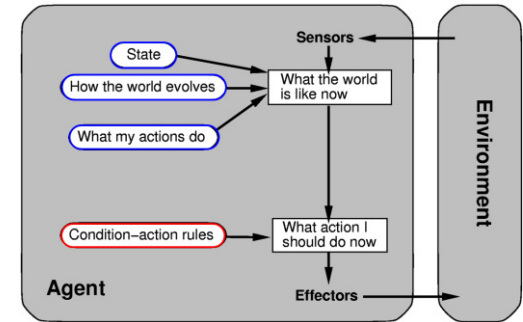 Sensors
State
What the world
is like now
How the world evolves
What my actions do
Environment
Condition−action rules
What action I
should do now
Agent
Effectors